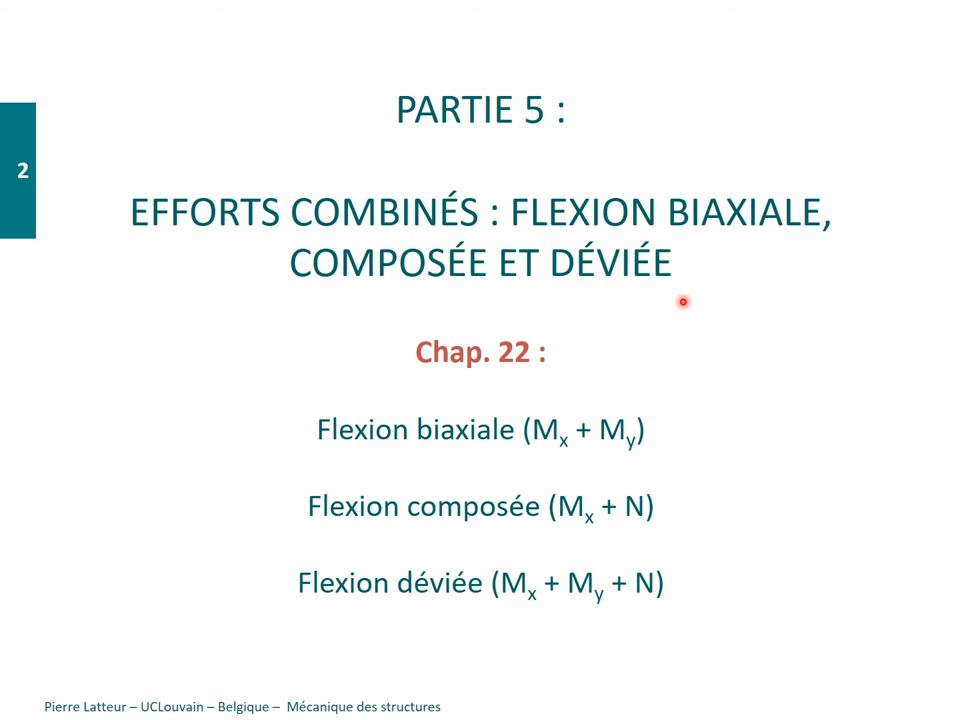 PARTIE 5 :
2
EFFORTS COMBINÉS : FLEXION BIAXIALE,
COMPOSÉE ET DÉVIÉE
Chap. 22 :
Flexion biaxiale (Mx + My)
Flexion composée (Mx + N)
Flexion déviée (Mx + My + N)
Pierre Latteur – UCLouvain – Belgique – Mécanique des structures